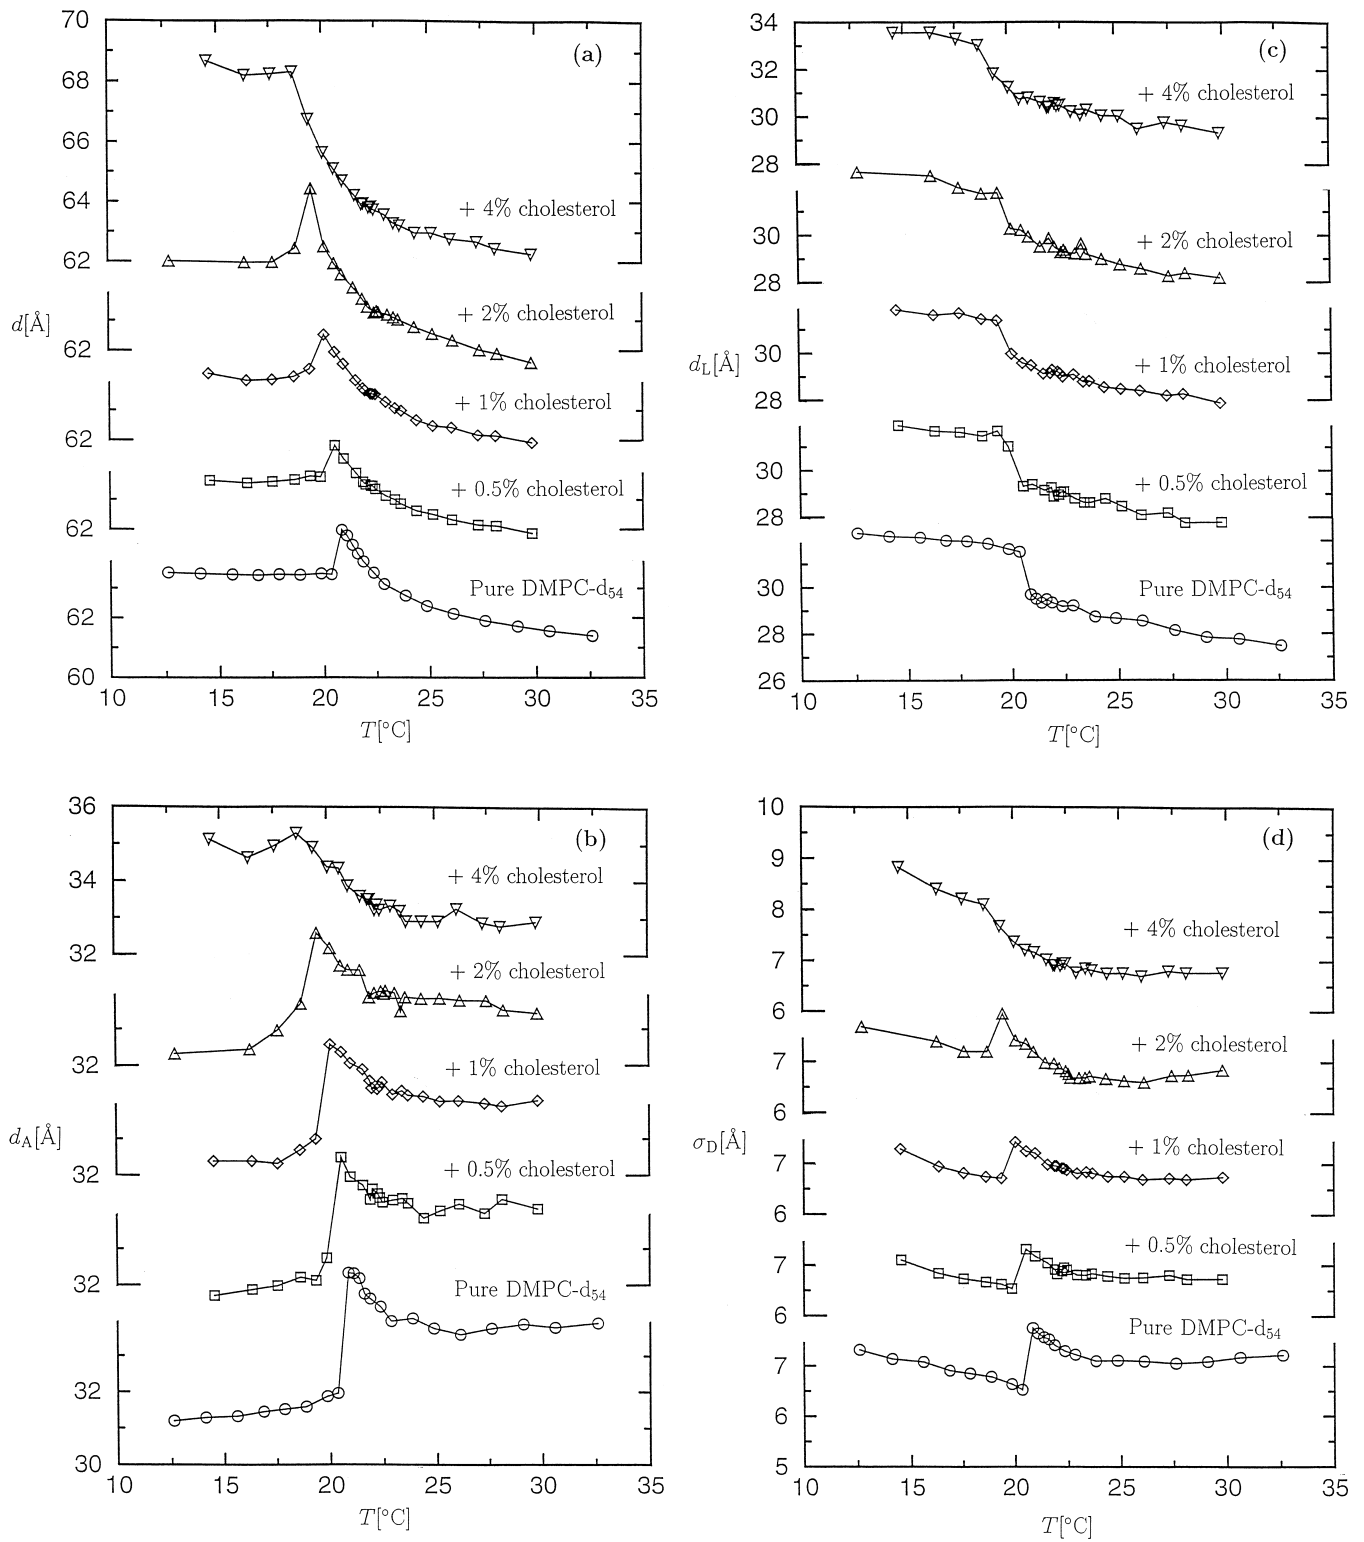 (a)
70
68
66
64
62
62
62
62
62
60
d[Å]
+ 4% cholesterol
+ 2% cholesterol
+ 1% cholesterol
+ 0.5% cholesterol
Pure DMPC-d54
10 15 20 25 30 35
T[°C]
(c)
34
32
30
28
30
28
30
28
30
28
30
28
26
dL[Å]
+ 4% cholesterol
+ 2% cholesterol
+ 1% cholesterol
+ 0.5% cholesterol
Pure DMPC-d54
10 15 20 25 30 35
T[°C]
(b)
36
34
32
32
32
32
32
30
dA[Å]
+ 4% cholesterol
+ 2% cholesterol
+ 1% cholesterol
+ 0.5% cholesterol
Pure DMPC-d54
10 15 20 25 30 35
T[°C]
(d)
10
9
8
7
6
7
6
7
6
7
6
7
6
5
σD[Å]
+ 4% cholesterol
+ 2% cholesterol
+ 1% cholesterol
+ 0.5% cholesterol
Pure DMPC-d54
10 15 20 25 30 35
T[°C]